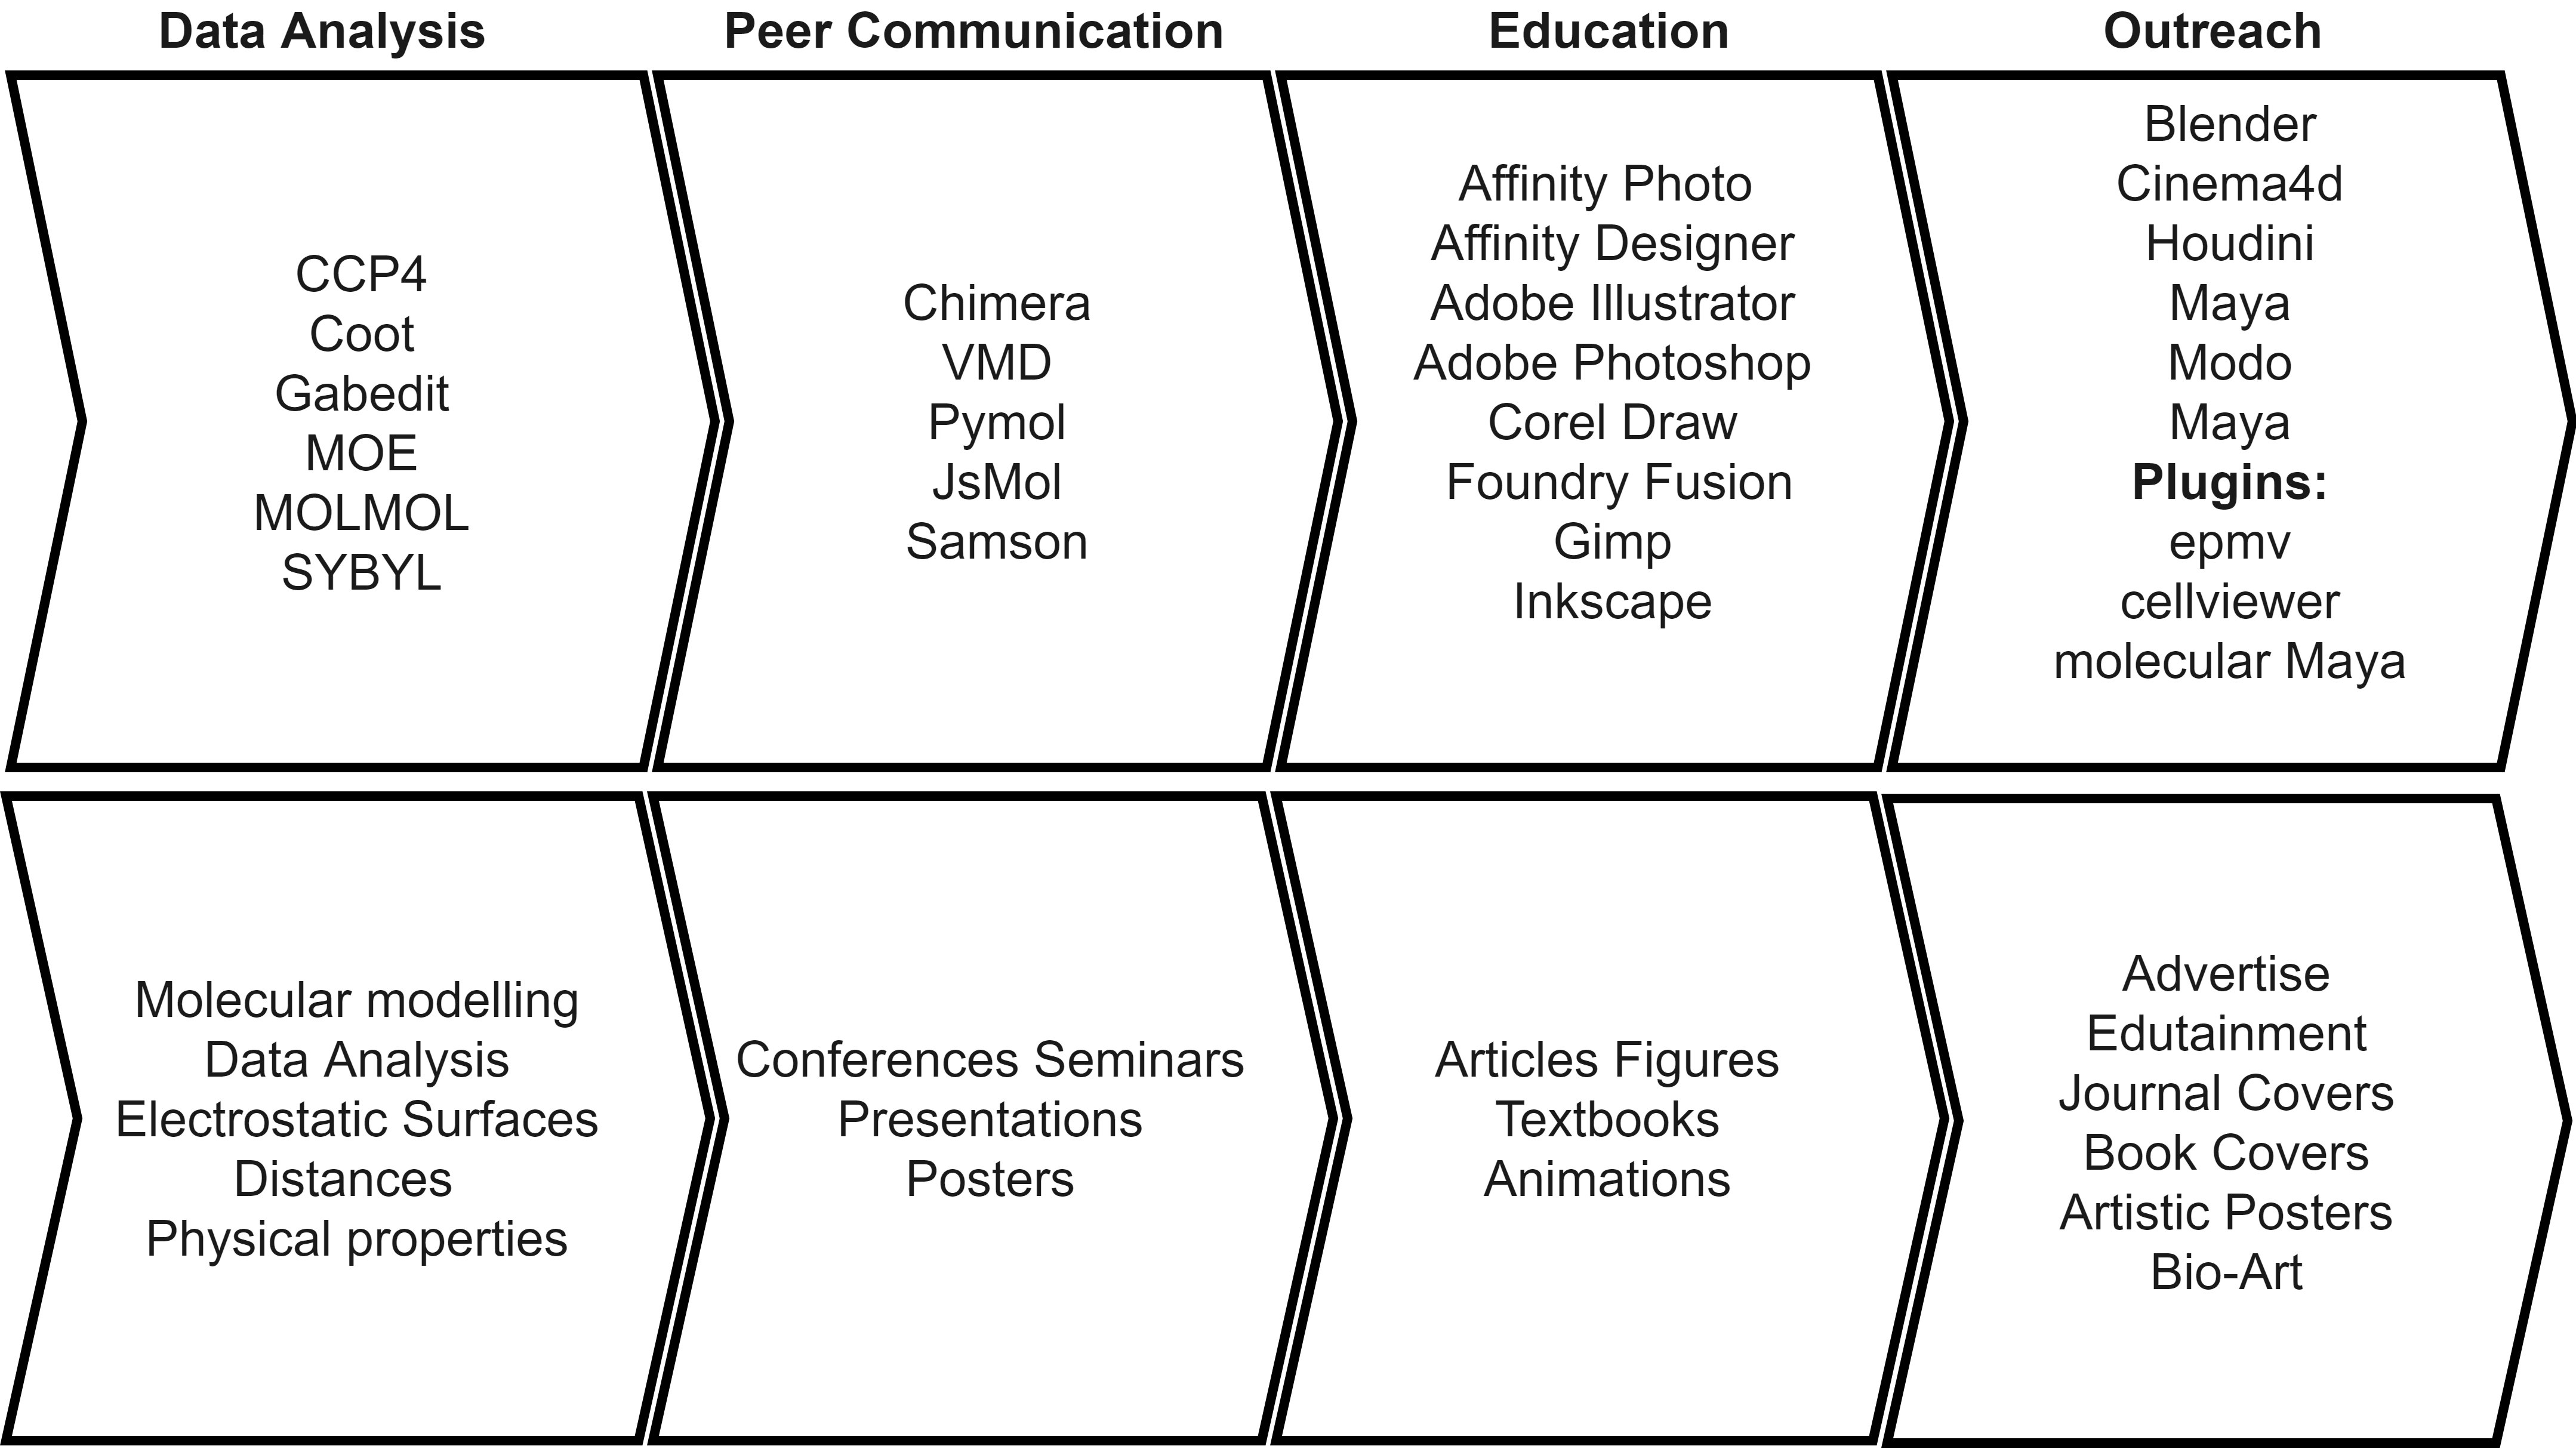 Data Analysis
Peer Communication
Education
Outreach
CCP4
Coot
Gabedit
MOE
MOLMOL
SYBYL
Chimera
VMD
Pymol
JsMol
Samson
Affinity Photo
Affinity Designer
Adobe Illustrator
Adobe Photoshop
Corel Draw
Foundry Fusion
Gimp
Inkscape
Blender
Cinema4d
Houdini
Maya
Modo
Maya
Plugins:
epmv
cellviewer
molecular Maya
Molecular modelling
Data Analysis
Electrostatic Surfaces
Distances
Physical properties
Conferences Seminars
Presentations
Posters
Articles Figures
Textbooks
Animations
Advertise
Edutainment
Journal Covers
Book Covers
Artistic Posters
Bio-Art